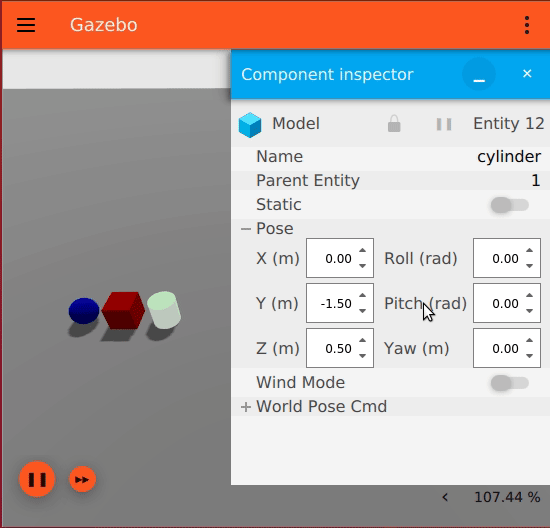 Gazebo
Component inspector
Model Entity 12
Name cylinder
Parent Entity 1
Static
Pose
X (m) 0.00 Roll (rad) 0.00
Y (m) -1.50 Pitch (rad) 0.00
Z (m) 0.50 Yaw (m) 0.00
Wind Mode
World Pose Cmd
107.44 %